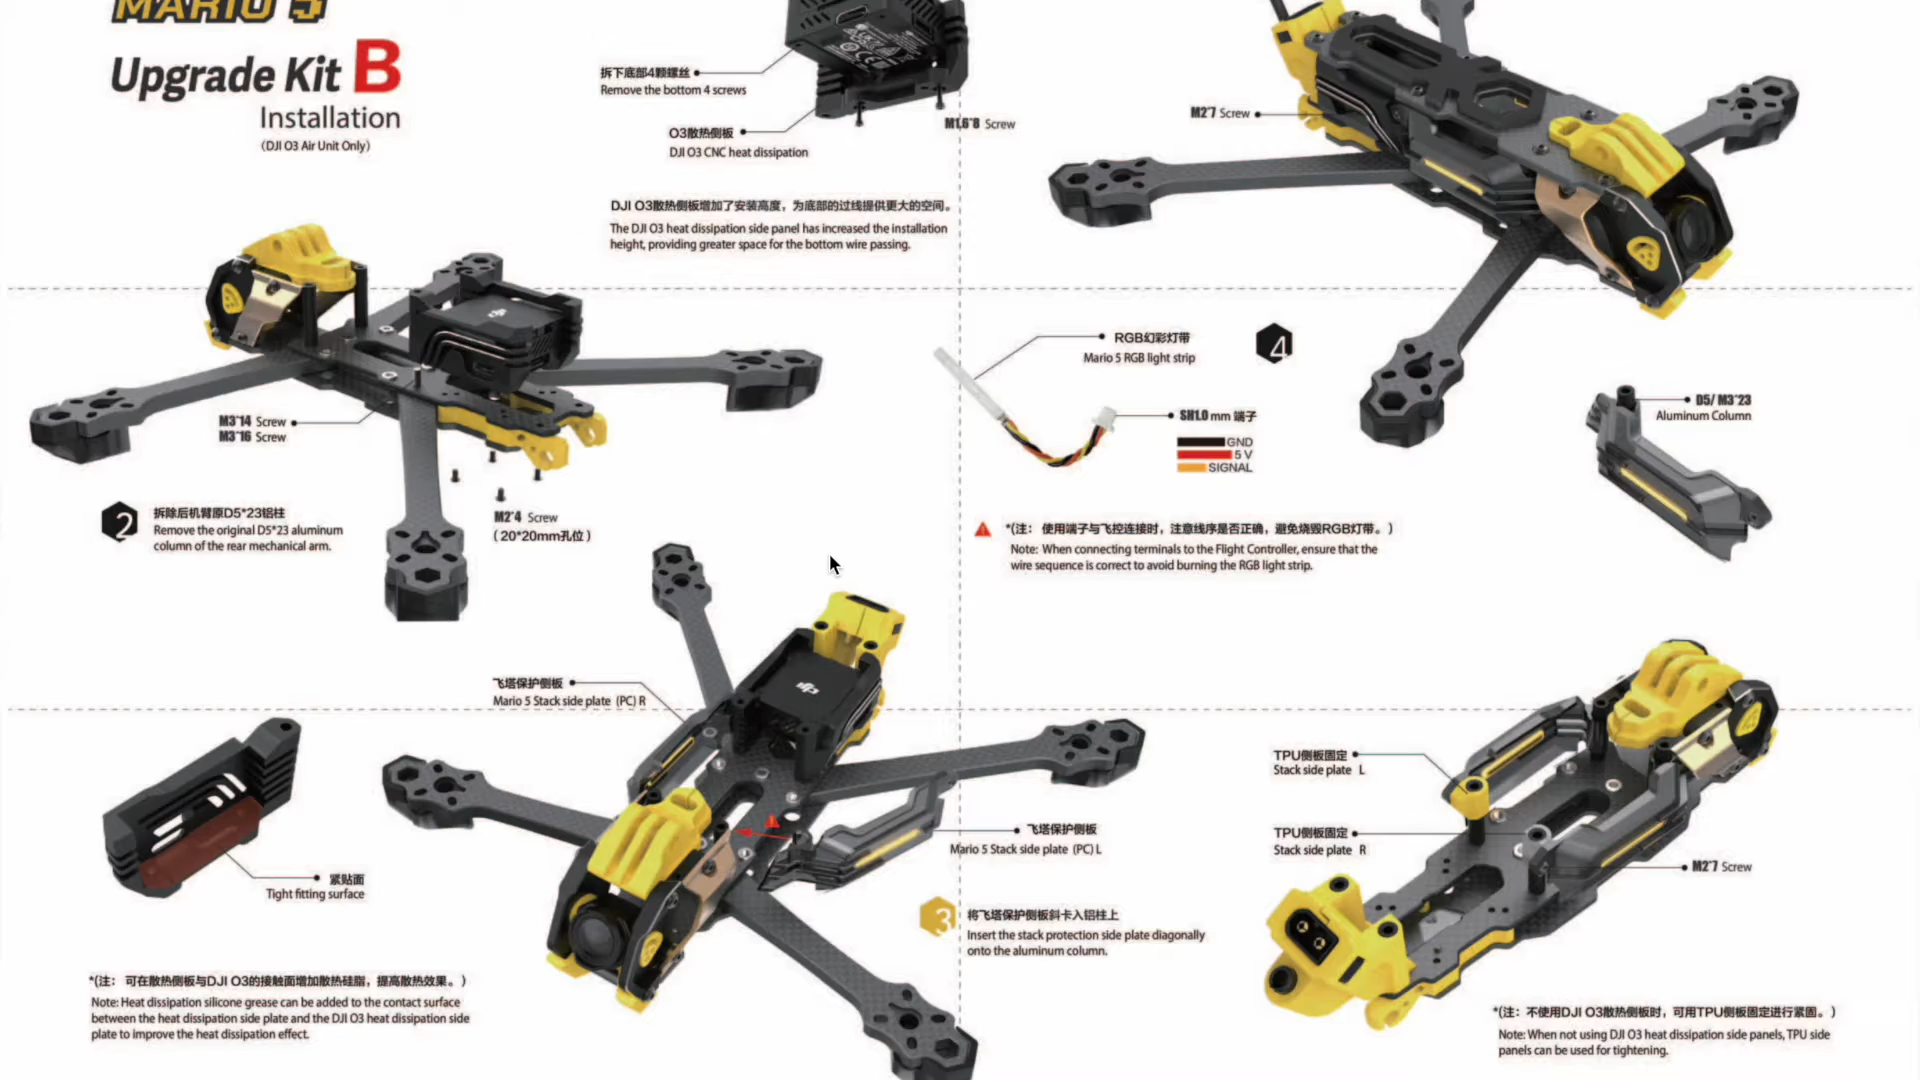 MARIO 5
Upgrade Kit B
Installation
(DJI O3 Air Unit Only)
拆下底部4颗螺丝
Remove the bottom 4 screws
O3散热侧板
DJI O3 CNC heat dissipation
M1.6*8 Screw
DJI O3散热侧板增加了安装高度，为底部的过线提供更大的空间。
The DJI O3 heat dissipation side panel has increased the installation
height, providing greater space for the bottom wire passing.
M2*7 Screw
M3*14 Screw
M3*16 Screw
2
拆除后机臂原D5*23铝柱
Remove the original D5*23 aluminum
column of the rear mechanical arm.
M2*4 Screw
(20*20mm孔位)
RGB幻彩灯带
Mario 5 RGB light strip
4
SH1.0 mm 端子
GND
5 V
SIGNAL
D5/ M3*23
Aluminum Column
*(注： 使用端子与飞控连接时，注意线序是否正确，避免烧毁RGB灯带。)
Note: When connecting terminals to the Flight Controller, ensure that the
wire sequence is correct to avoid burning the RGB light strip.
飞塔保护侧板
Mario 5 Stack side plate (PC) R
紧贴面
Tight fitting surface
飞塔保护侧板
Mario 5 Stack side plate (PC) L
3
将飞塔保护侧板斜卡入铝柱上
Insert the stack protection side plate diagonally
onto the aluminum column.
*(注： 可在散热侧板与DJI O3的接触面增加散热硅脂，提高散热效果。)
Note: Heat dissipation silicone grease can be added to the contact surface
between the heat dissipation side plate and the DJI O3 heat dissipation side
plate to improve the heat dissipation effect.
TPU侧板固定
Stack side plate L
TPU侧板固定
Stack side plate R
M2*7 Screw
*(注：不使用DJI O3散热侧板时，可用TPU侧板固定进行紧固。)
Note: When not using DJI O3 heat dissipation side panels, TPU side
panels can be used for tightening.